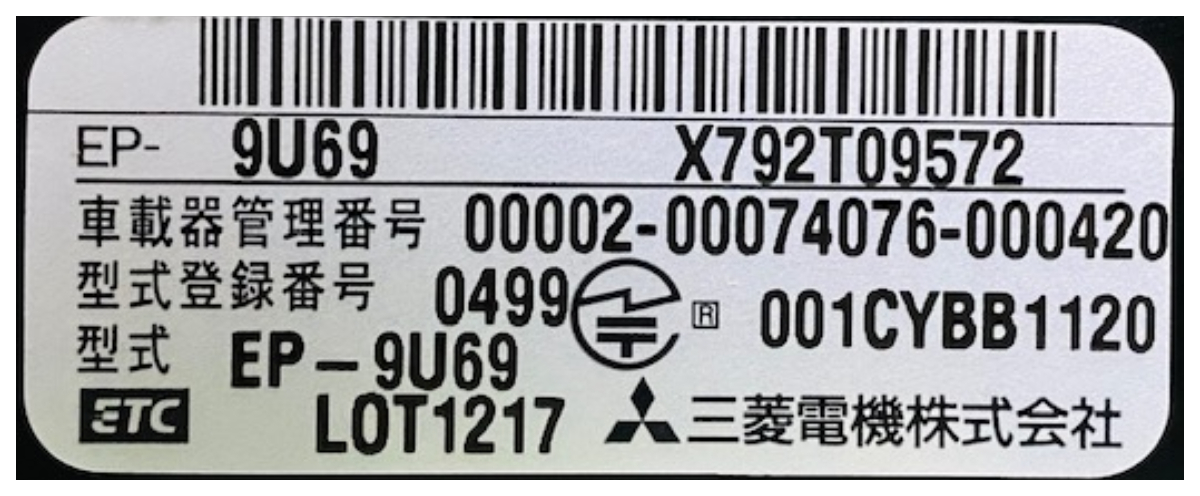 EP- 9U69 X792T09572
車載器管理番号 00002-00074076-000420
型式登録番号 0499 R 001CYBB1120
型式 EP-9U69
ETC LOT1217 三菱電機株式会社